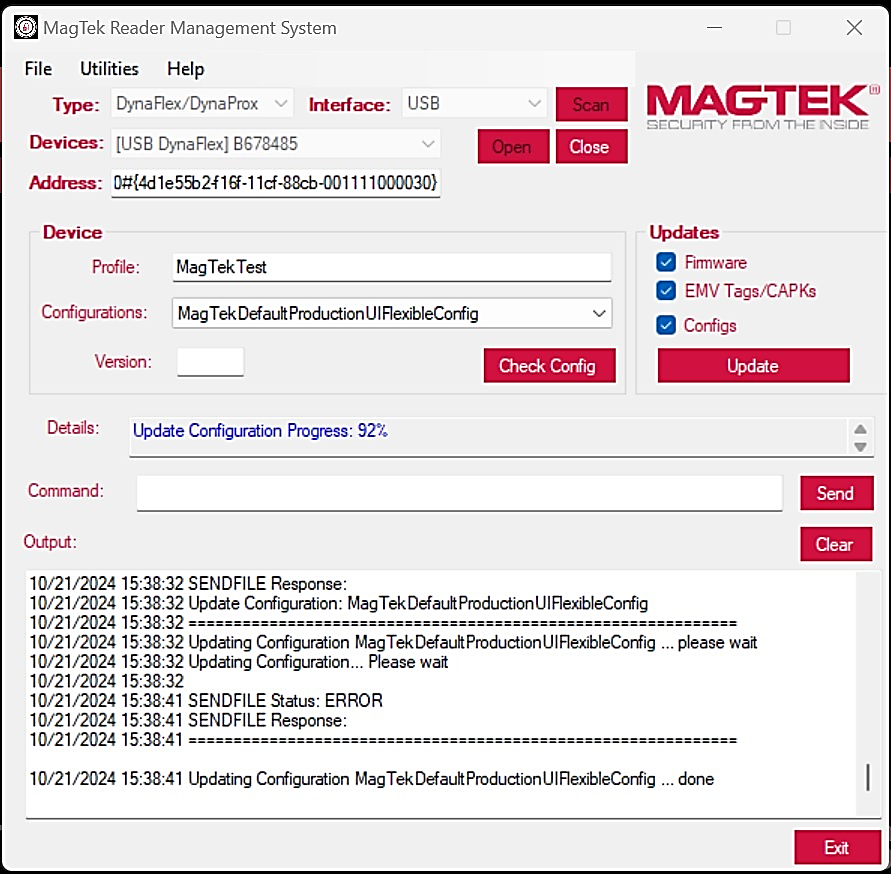 MagTek Reader Management System
File Utilities Help
Type: DynaFlex/DynaProx Interface: USB Scan
MAGTEK®
SECURITY FROM THE INSIDE
Devices: [USB DynaFlex] B678485 Open Close
Address: 0#{4d1e55b2-f16f-11cf-88cb-001111000030}
Device
Profile: MagTekTest
Configurations: MagTekDefaultProductionUIFlexibleConfig
Version:
Check Config
Updates
Firmware
EMV Tags/CAPKs
Configs
Update
Details: Update Configuration Progress: 92%
Command: Send
Output: Clear
10/21/2024 15:38:32 SENDFILE Response:
10/21/2024 15:38:32 Update Configuration: MagTekDefaultProductionUIFlexibleConfig
10/21/2024 15:38:32 =============================================================
10/21/2024 15:38:32 Updating Configuration MagTekDefaultProductionUIFlexibleConfig ... please wait
10/21/2024 15:38:32 Updating Configuration... Please wait
10/21/2024 15:38:32
10/21/2024 15:38:41 SENDFILE Status: ERROR
10/21/2024 15:38:41 SENDFILE Response:
10/21/2024 15:38:41 =============================================================
10/21/2024 15:38:41 Updating Configuration MagTekDefaultProductionUIFlexibleConfig ... done
Exit